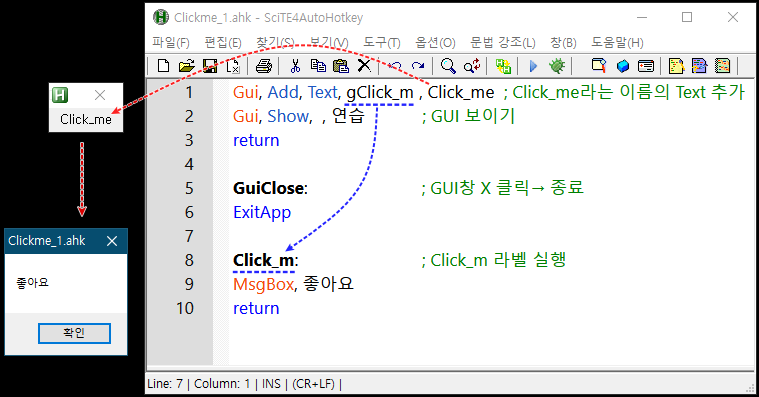 Clickme_1.ahk - SciTE4AutoHotkey
파일(F) 편집(E) 찾기(S) 보기(V) 도구(T) 옵션(O) 문법 강조(L) 창(B) 도움말(H)
1 Gui, Add, Text, gClick_m , Click_me ; Click_me라는 이름의 Text 추가
2 Gui, Show, , 연습 ; GUI 보이기
3 return
4
5 GuiClose: ; GUI창 X 클릭→ 종료
6 ExitApp
7
8 Click_m: ; Click_m 라벨 실행
9 MsgBox, 좋아요
10 return
Line: 7 | Column: 1 | INS | (CR+LF) |
Click_me
Clickme_1.ahk
좋아요
확인